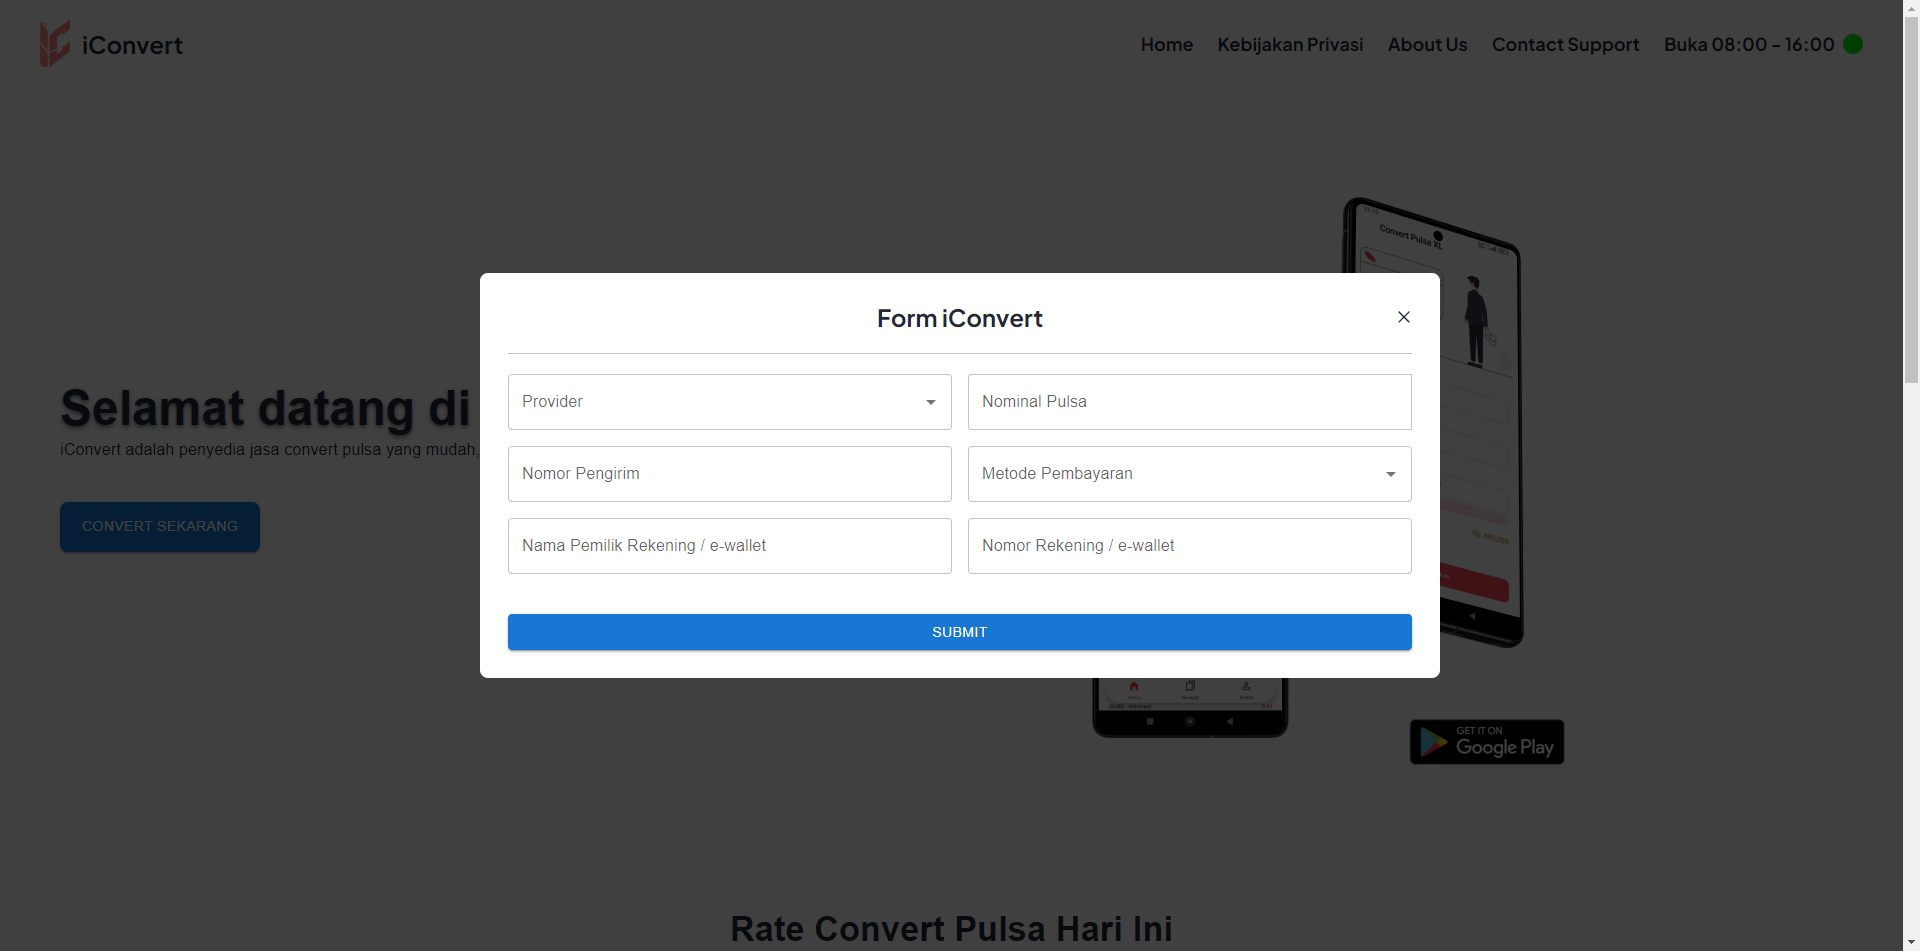 iConvert
Home Kebijakan Privasi About Us Contact Support Buka 08:00 - 16:00
21:19
Convert Pulsa XL
Form iConvert
Provider Nominal Pulsa
Selamat datang di
iConvert adalah penyedia jasa convert pulsa yang mudah,
Nomor Pengirim Metode Pembayaran
CONVERT SEKARANG
Nama Pemilik Rekening / e-wallet Nomor Rekening / e-wallet
SUBMIT
GET IT ON
Google Play
Rate Convert Pulsa Hari Ini